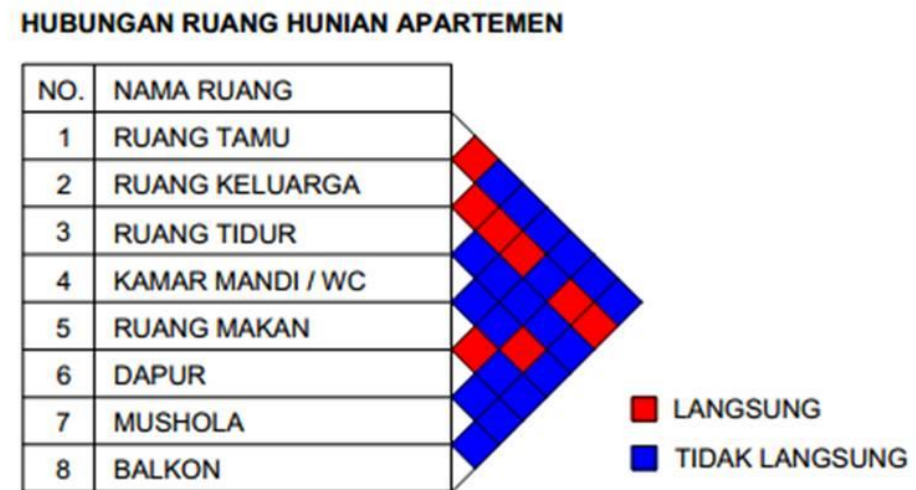 HUBUNGAN RUANG HUNIAN APARTEMEN
NO. NAMA RUANG
1 RUANG TAMU
2 RUANG KELUARGA
3 RUANG TIDUR
4 KAMAR MANDI / WC
5 RUANG MAKAN
6 DAPUR
7 MUSHOLA
8 BALKON
LANGSUNG
TIDAK LANGSUNG